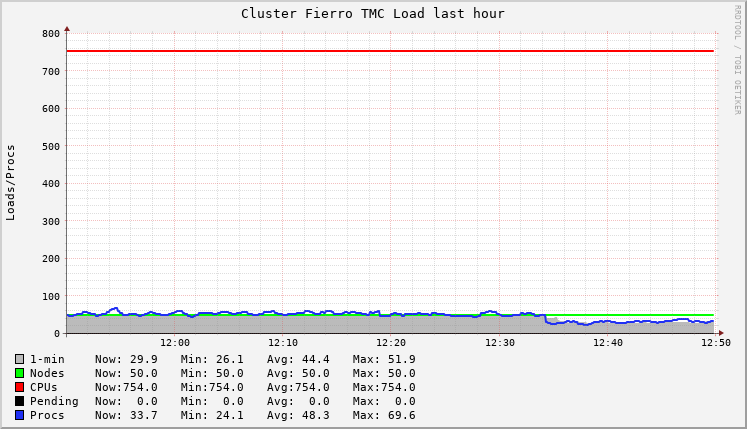 Cluster Fierro TMC Load last hour
RRDTOOL / TOBI OETIKER
Loads/Procs
800
700
600
500
400
300
200
100
0
12:00 12:10 12:20 12:30 12:40 12:50
1-min Now: 29.9 Min: 26.1 Avg: 44.4 Max: 51.9
Nodes Now: 50.0 Min: 50.0 Avg: 50.0 Max: 50.0
CPUs Now:754.0 Min:754.0 Avg:754.0 Max:754.0
Pending Now: 0.0 Min: 0.0 Avg: 0.0 Max: 0.0
Procs Now: 33.7 Min: 24.1 Avg: 48.3 Max: 69.6